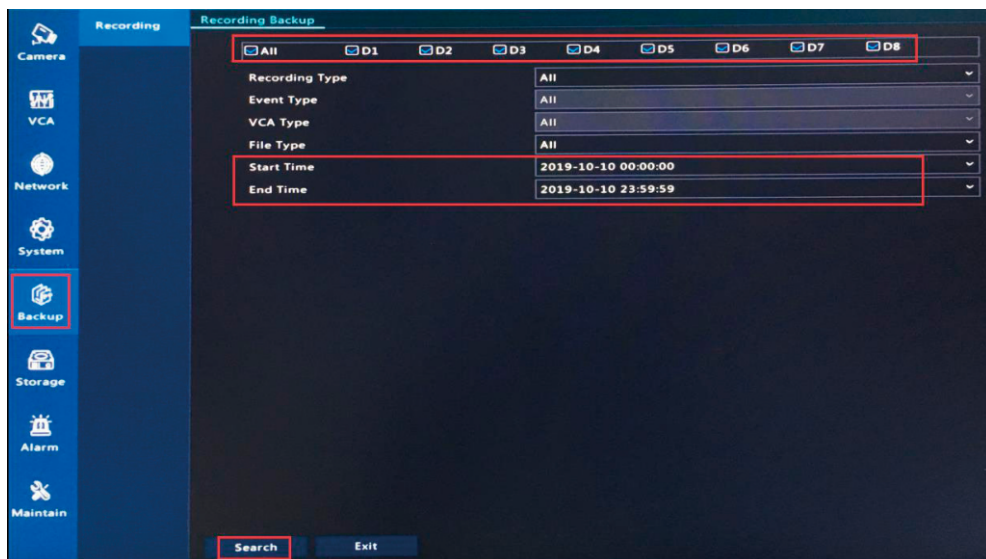 Camera
VCA
Network
System
Backup
Storage
Alarm
Maintain
Recording
Recording Backup
All D1 D2 D3 D4 D5 D6 D7 D8
Recording Type All
Event Type All
VCA Type All
File Type All
Start Time 2019-10-10 00:00:00
End Time 2019-10-10 23:59:59
Search Exit